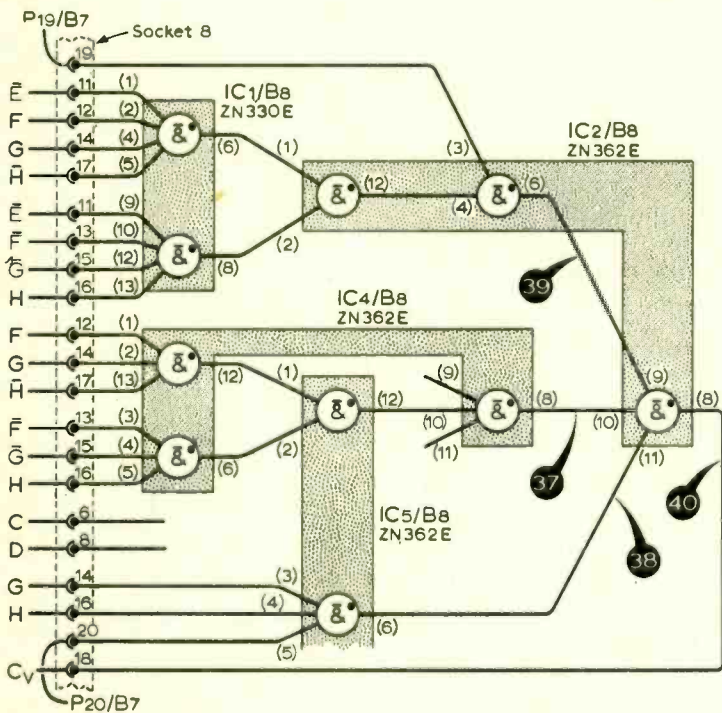 P19/B7
Socket 8
19
Ē 11 (1)
F 12 (2)
G 14 (4)
H̄ 17 (5)
(6)
IC1/B8
ZN330E
&̄
Ē 11 (9)
F̄ 13 (10)
Ḡ 15 (12)
H 16 (13)
(8)
&̄
(1)
(2)
&̄
(12)
(3)
(4)
&̄
(6)
IC2/B8
ZN362E
39
IC4/B8
ZN362E
F 12 (1)
G 14 (2)
H̄ 17 (13)
&̄
(12)
F̄ 13 (3)
Ḡ 15 (4)
H 16 (5)
&̄
(6)
(1)
(2)
&̄
(12)
(9)
(10)
(11)
&̄
(8)
37
(9)
(10)
(11)
&̄
(8)
40
38
C 6
D 8
IC5/B8
ZN362E
G 14 (3)
H 16 (4)
20 (5)
&̄
(6)
CV 18
P20/B7